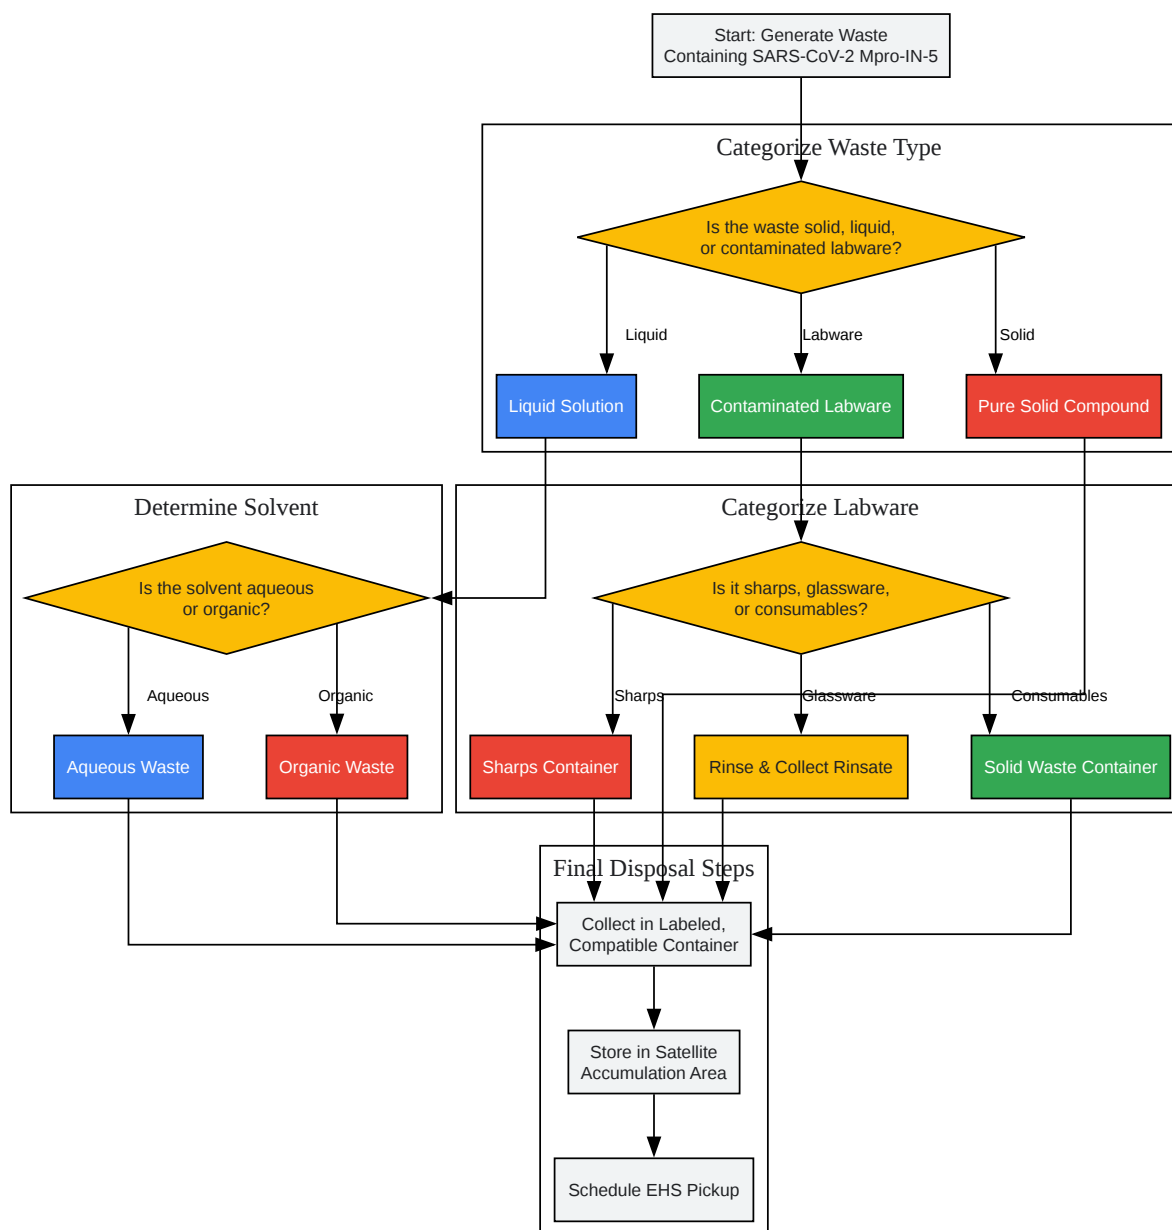 Start: Generate Waste
Containing SARS-CoV-2 Mpro-IN-5
Categorize Waste Type
Is the waste solid, liquid,
or contaminated labware?
Liquid
Labware
Solid
Liquid Solution
Contaminated Labware
Pure Solid Compound
Determine Solvent
Is the solvent aqueous
or organic?
Aqueous
Organic
Aqueous Waste
Organic Waste
Categorize Labware
Is it sharps, glassware,
or consumables?
Sharps
Glassware
Consumables
Sharps Container
Rinse & Collect Rinsate
Solid Waste Container
Final Disposal Steps
Collect in Labeled,
Compatible Container
Store in Satellite
Accumulation Area
Schedule EHS Pickup